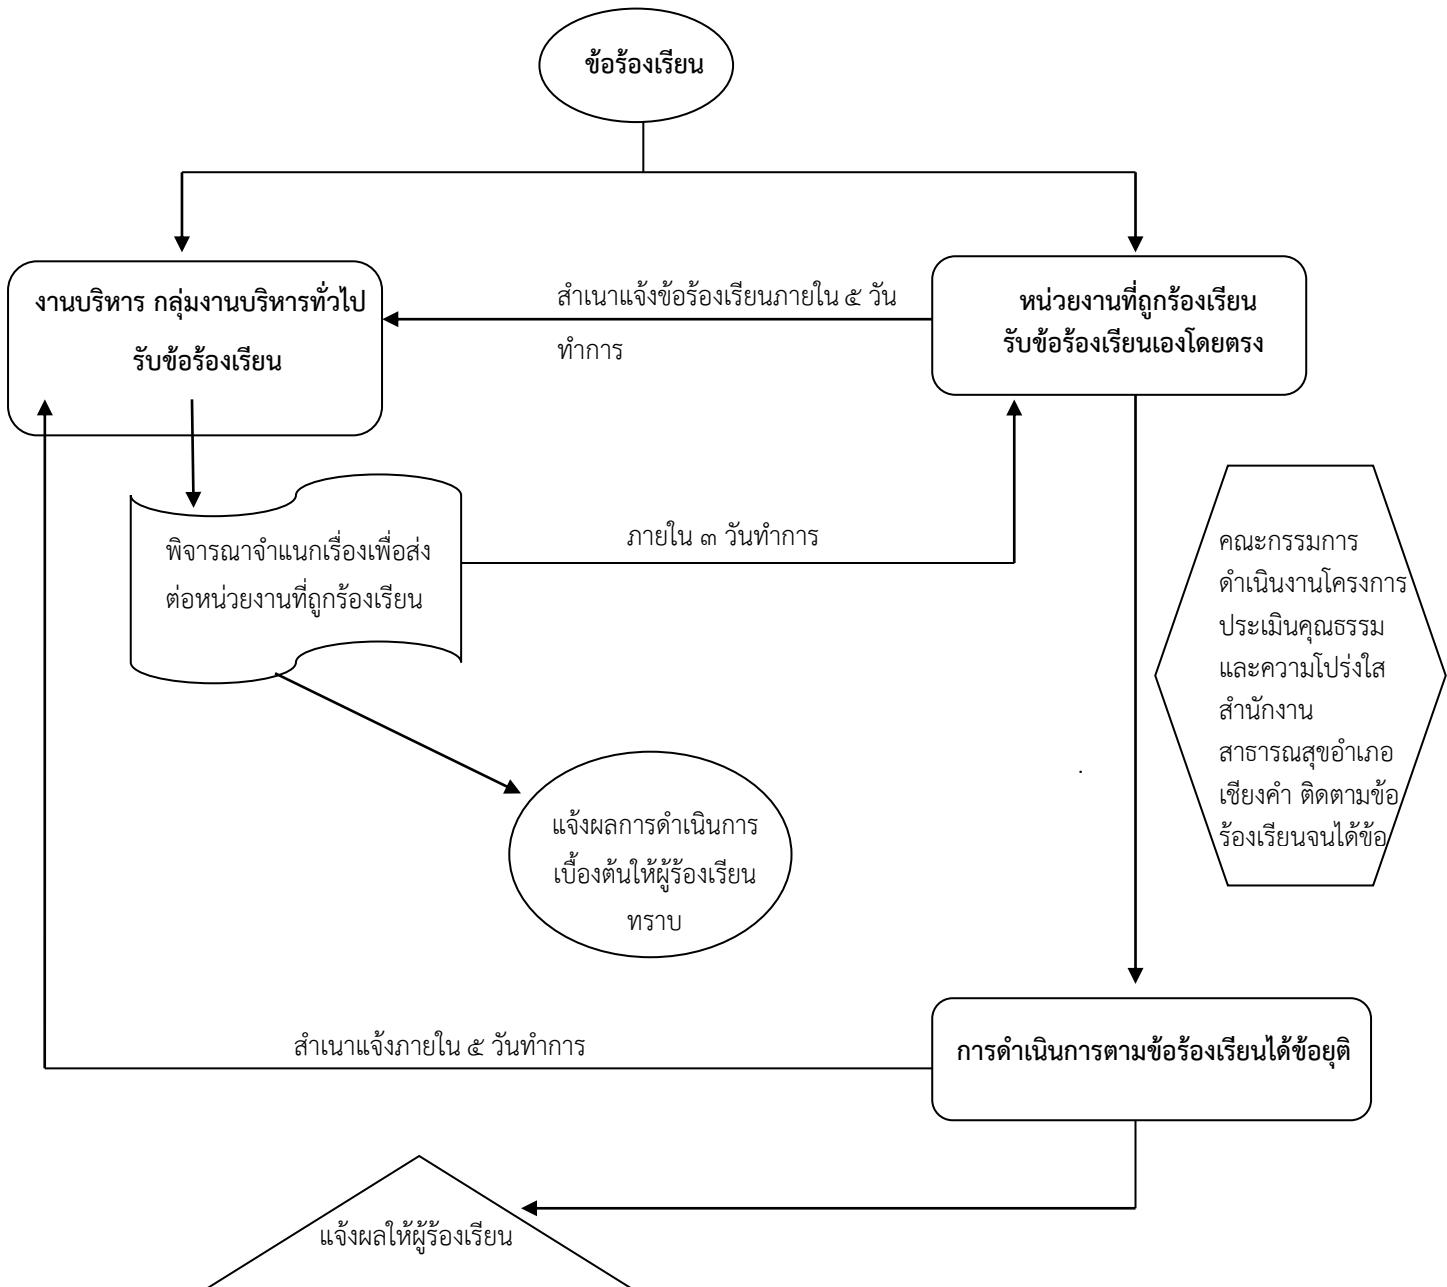 ข้อร้องเรียน
งานบริหาร กลุ่มงานบริหารทั่วไป
รับข้อร้องเรียน
สำเนาแจ้งข้อร้องเรียนภายใน ๕ วัน
ทำการ
หน่วยงานที่ถูกร้องเรียน
รับข้อร้องเรียนเองโดยตรง
พิจารณาจำแนกเรื่องเพื่อส่ง
ต่อหน่วยงานที่ถูกร้องเรียน
ภายใน ๓ วันทำการ
คณะกรรมการ
ดำเนินงานโครงการ
ประเมินคุณธรรม
และความโปร่งใส
สำนักงาน
สาธารณสุขอำเภอ
เชียงคำ ติดตามข้อ
ร้องเรียนจนได้ข้อ
แจ้งผลการดำเนินการ
เบื้องต้นให้ผู้ร้องเรียน
ทราบ
สำเนาแจ้งภายใน ๕ วันทำการ
การดำเนินการตามข้อร้องเรียนได้ข้อยุติ
แจ้งผลให้ผู้ร้องเรียน